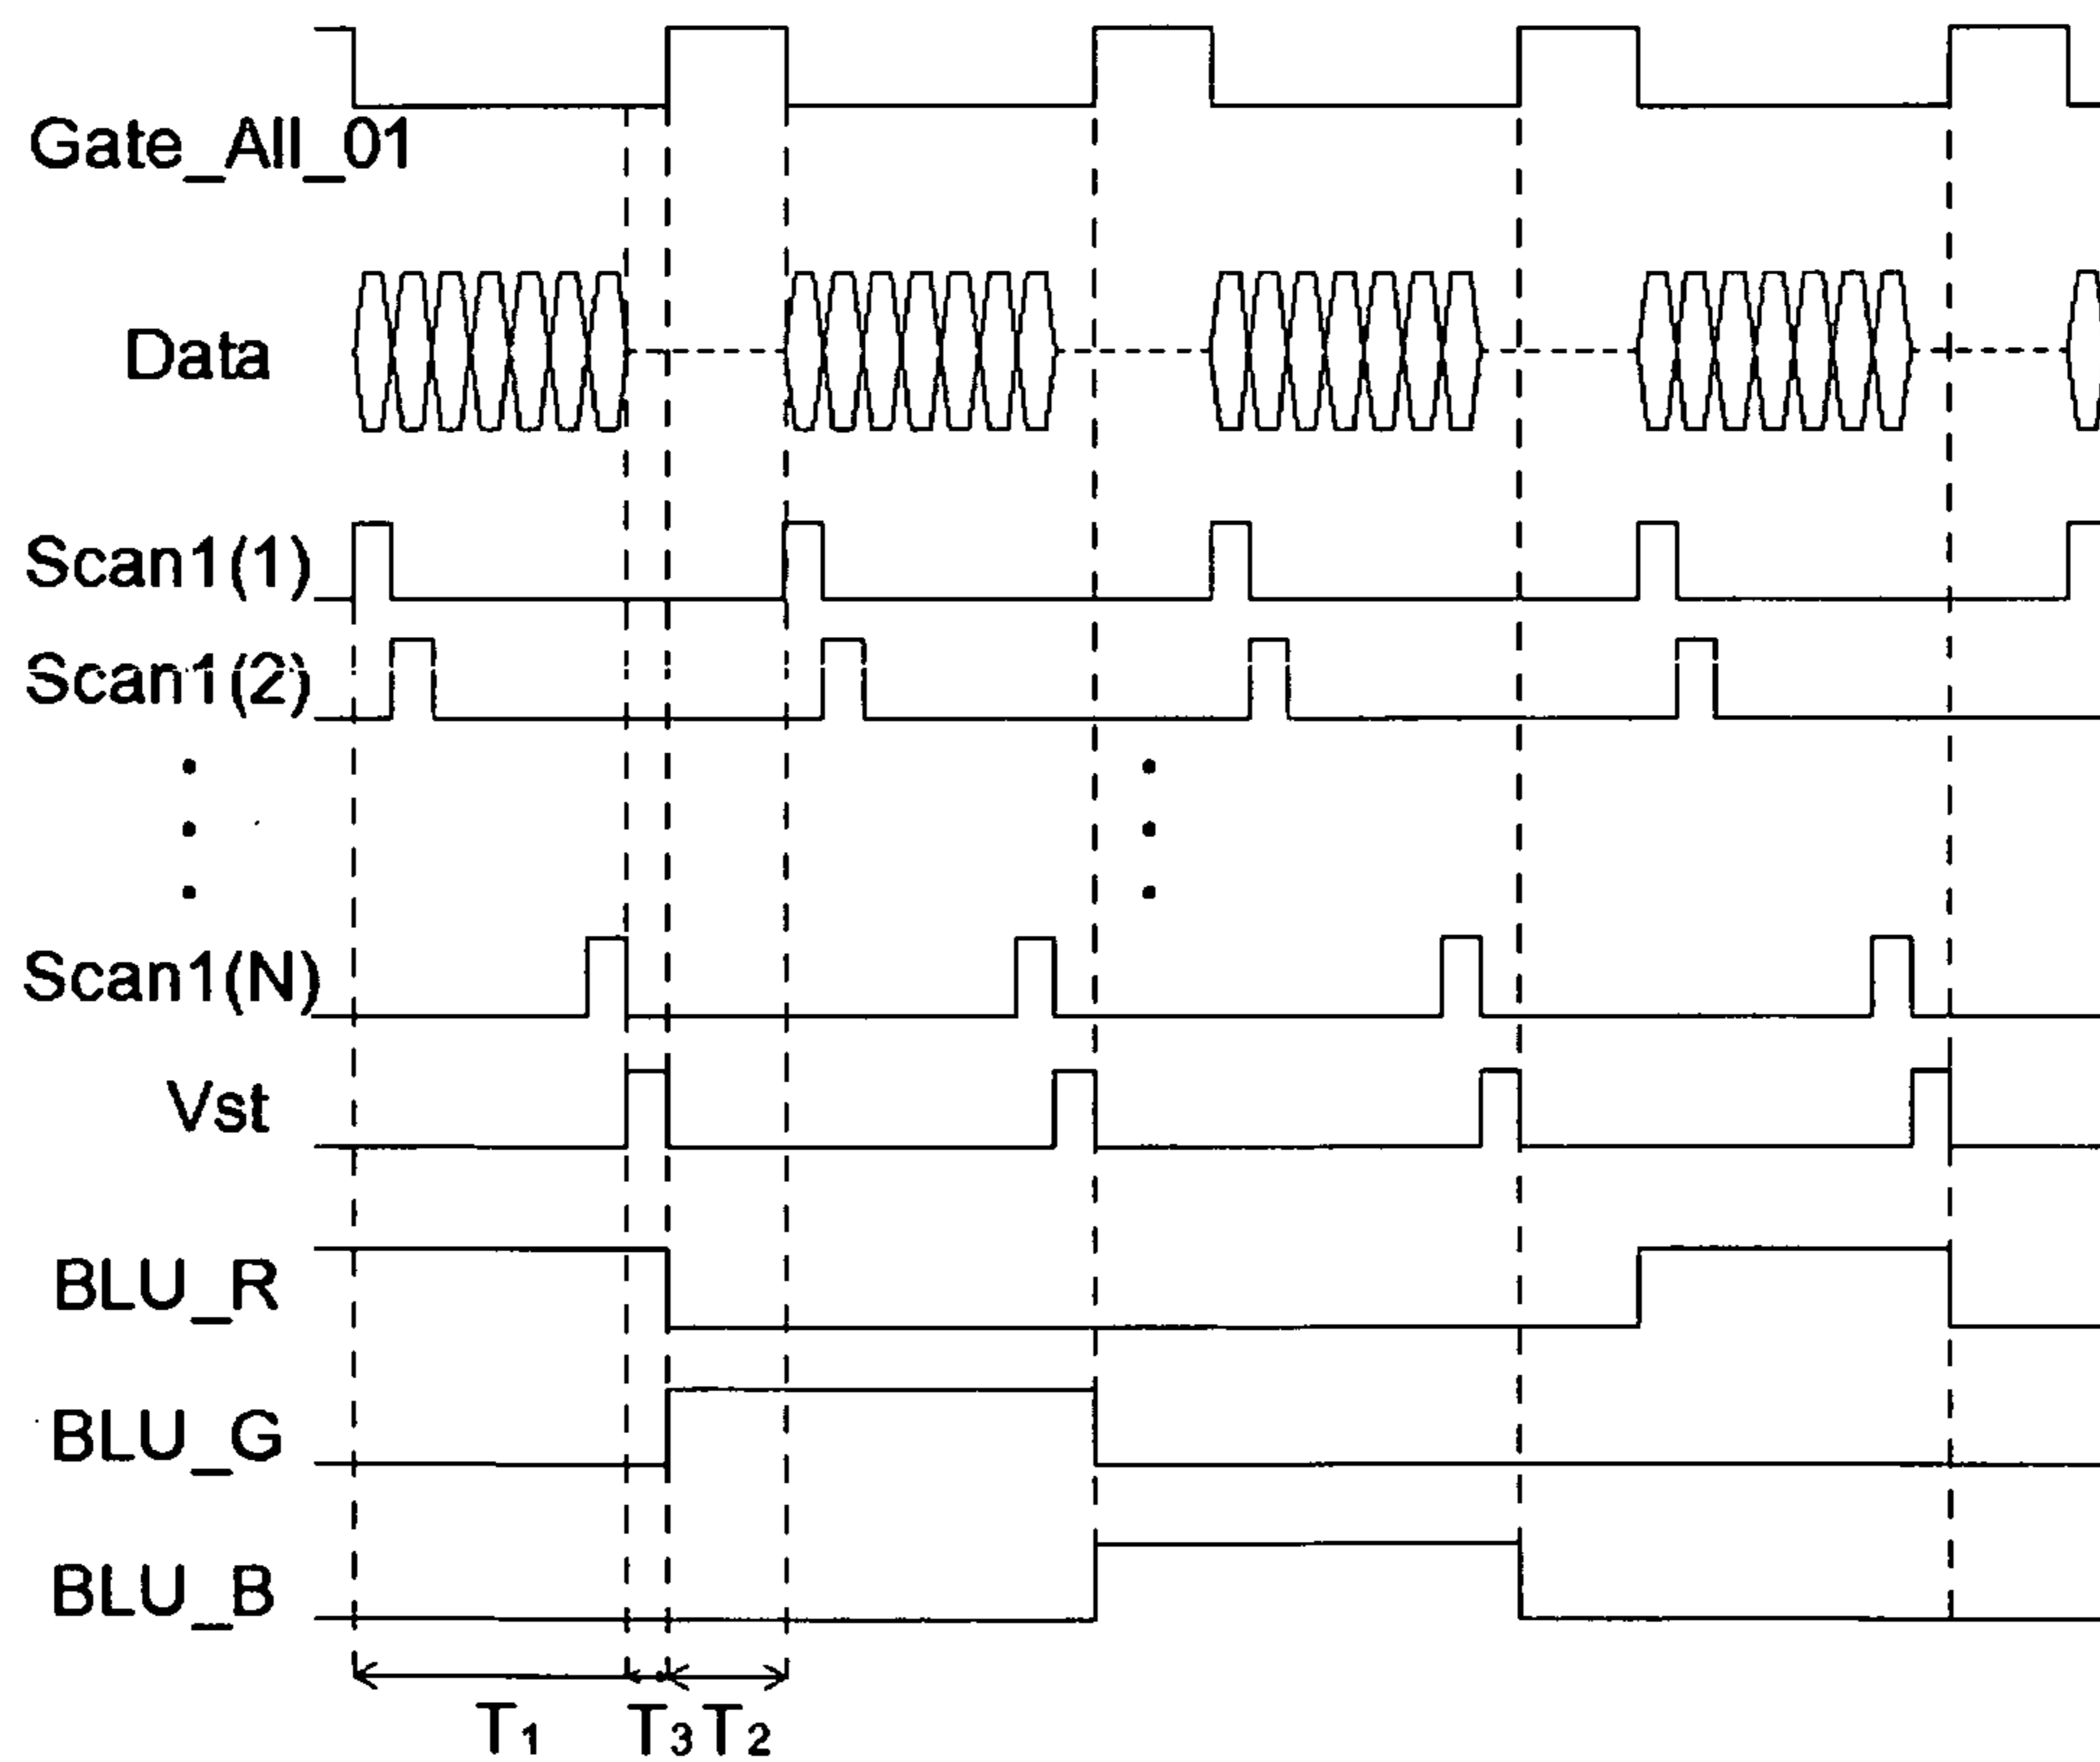 Gate_All_01
Data
Scan1(1)
Scan1(2)
Scan1(N)
Vst
BLU_R
BLU_G
BLU_B
T1 T3 T2